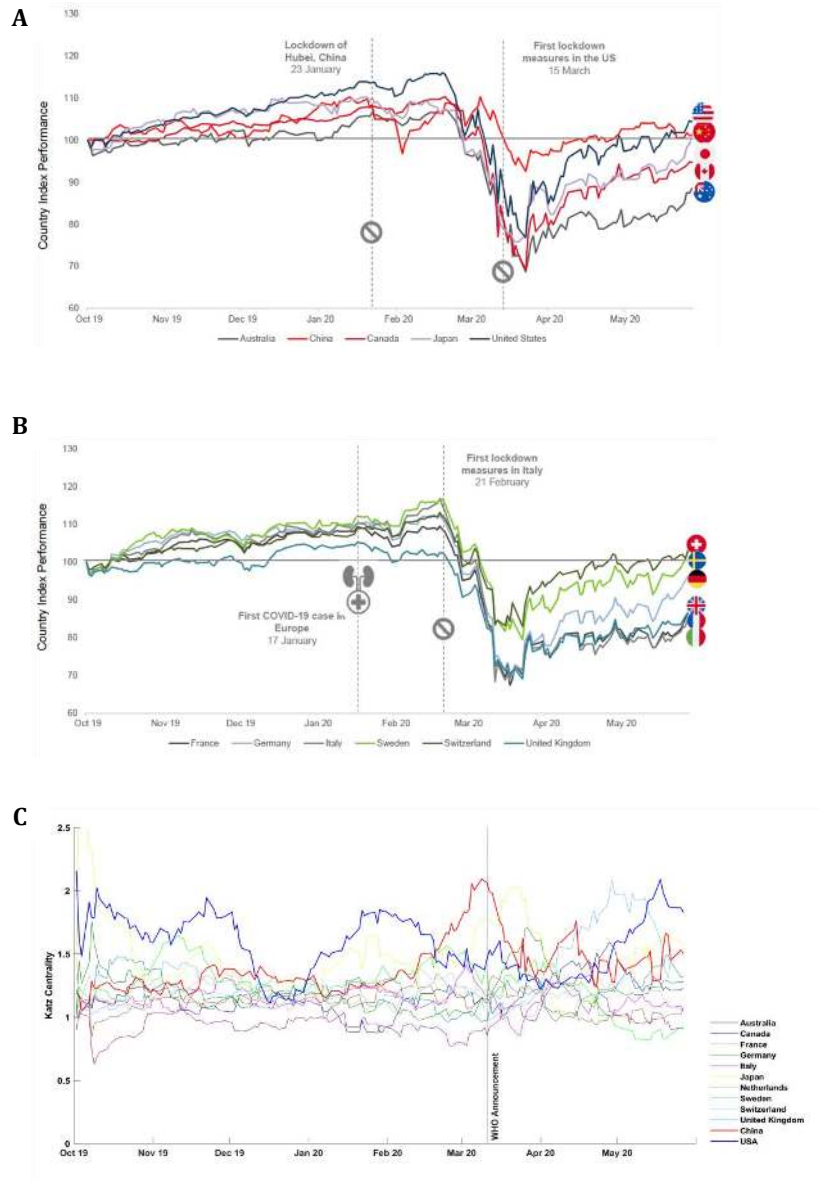 A
130
120
110
100
90
80
70
60
Country Index Performance
Lockdown of
Hubei, China
23 January
First lockdown
measures in the US
15 March
Oct 19 Nov 19 Dec 19 Jan 20 Feb 20 Mar 20 Apr 20 May 20
Australia China Canada Japan United States
B
130
120
110
100
90
80
70
60
Country Index Performance
First lockdown
measures in Italy
21 February
First COVID-19 case in
Europe
17 January
Oct 19 Nov 19 Dec 19 Jan 20 Feb 20 Mar 20 Apr 20 May 20
France Germany Italy Sweden Switzerland United Kingdom
C
2.5
2
1.5
1
0.5
0
Katz Centrality
WHO Announcement
Oct 19 Nov 19 Dec 19 Jan 20 Feb 20 Mar 20 Apr 20 May 20
Australia
Canada
France
Germany
Italy
Japan
Netherlands
Sweden
Switzerland
United Kingdom
China
USA